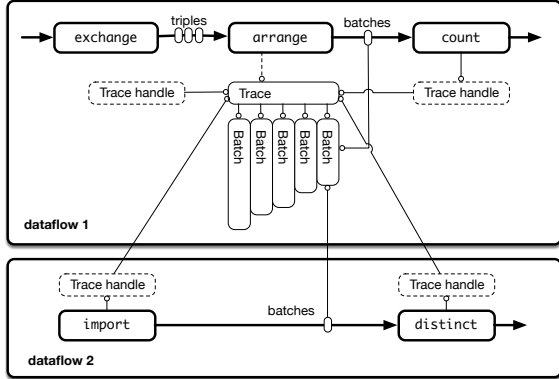 triples
batches
exchange
arrange
count
Trace handle
Trace
Trace handle
Batch
Batch
Batch
Batch
Batch
dataflow 1
Trace handle
Trace handle
batches
import
distinct
dataflow 2